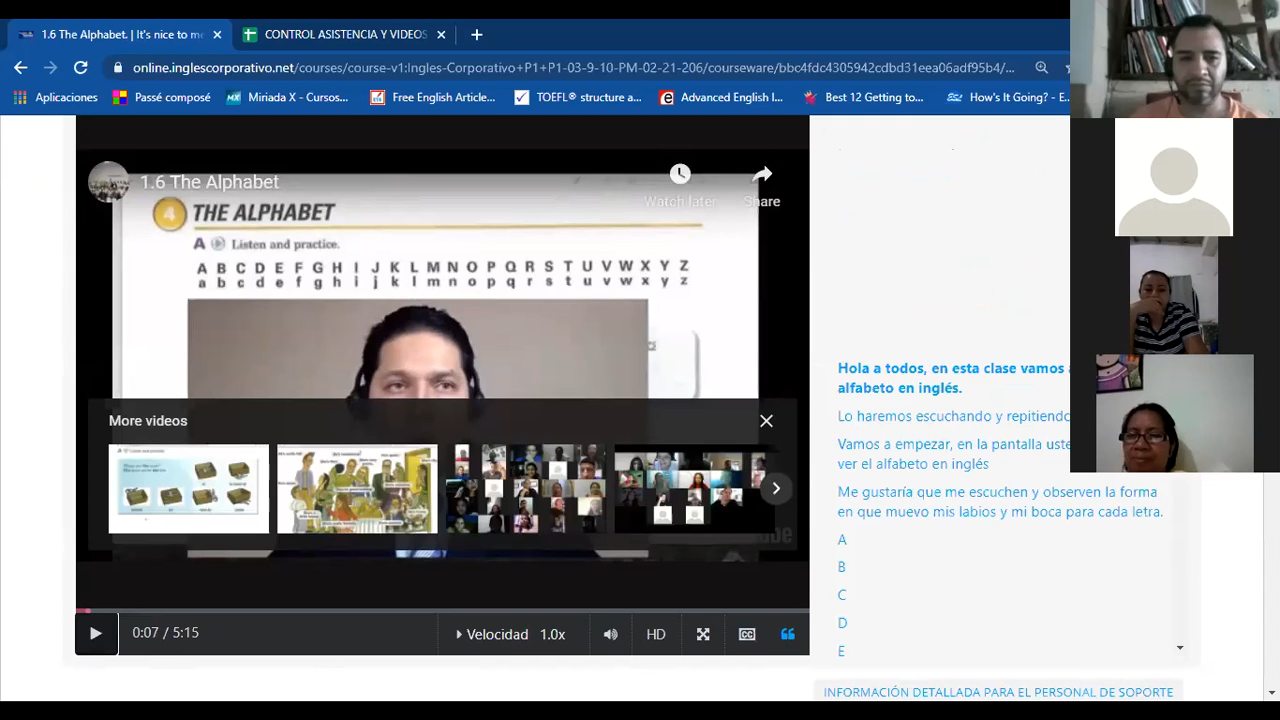 1.6 The Alphabet. | It's nice to me
CONTROL ASISTENCIA Y VIDEOS
online.inglescorporativo.net/courses/course-v1:Ingles-Corporativo+P1+P1-03-9-10-PM-02-21-206/courseware/bbc4fdc4305942cdbd31eea06adf95b4/...
Aplicaciones
Passé composé
Miriada X - Cursos...
Free English Article...
TOEFL® structure a...
Advanced English l...
Best 12 Getting to...
How's It Going? - E...
1.6 The Alphabet
Watch later
Share
4 THE ALPHABET
A Listen and practice.
A B C D E F G H I J K L M N O P Q R S T U V W X Y Z
a b c d e f g h i j k l m n o p q r s t u v w x y z
More videos
0:07 / 5:15
Velocidad 1.0x
HD
CC
Hola a todos, en esta clase vamos
alfabeto en inglés.
Lo haremos escuchando y repitiendo
Vamos a empezar, en la pantalla uste
ver el alfabeto en inglés
Me gustaría que me escuchen y observen la forma
en que muevo mis labios y mi boca para cada letra.
A
B
C
D
E
INFORMACIÓN DETALLADA PARA EL PERSONAL DE SOPORTE